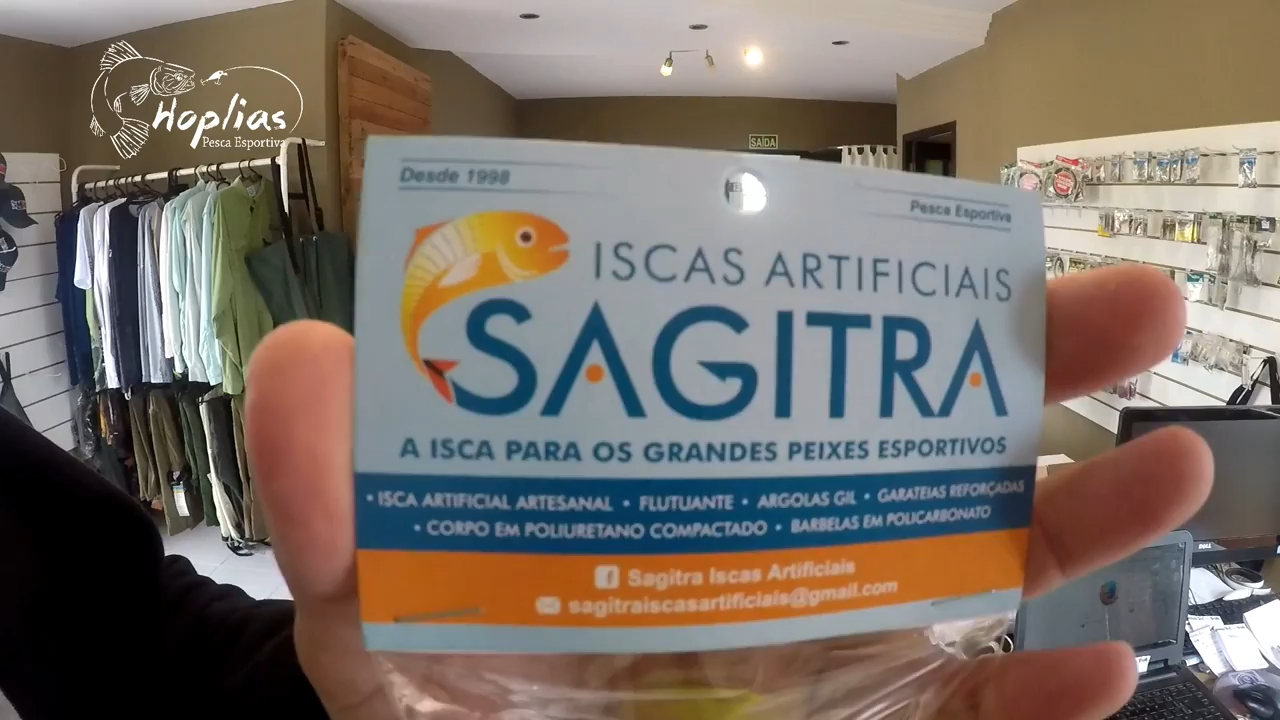 Hoplias
Pesca Esportiva
SAÍDA
Desde 1998
Pesca Esportiva
ISCAS ARTIFICIAIS
SAGITRA
A ISCA PARA OS GRANDES PEIXES ESPORTIVOS
• ISCA ARTIFICIAL ARTESANAL • FLUTUANTE • ARGOLAS GIL • GARATEIAS REFORÇADAS
• CORPO EM POLIURETANO COMPACTADO • BARBELAS EM POLICARBONATO
Sagitra Iscas Artificiais
sagitraiscasartificiais@gmail.com
DELL